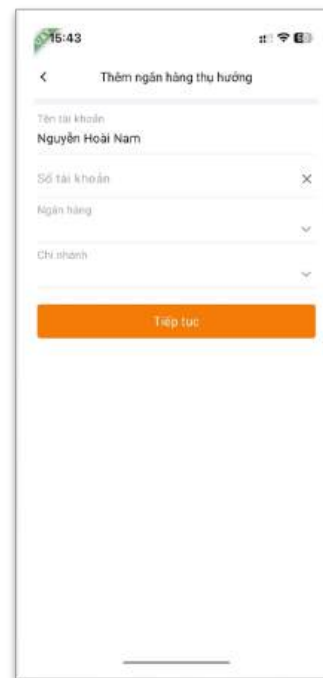 15:43
Thêm ngân hàng thụ hưởng
Tên tài khoản
Nguyễn Hoài Nam
Số tài khoản
Ngân hàng
Chi nhánh
Tiếp tục